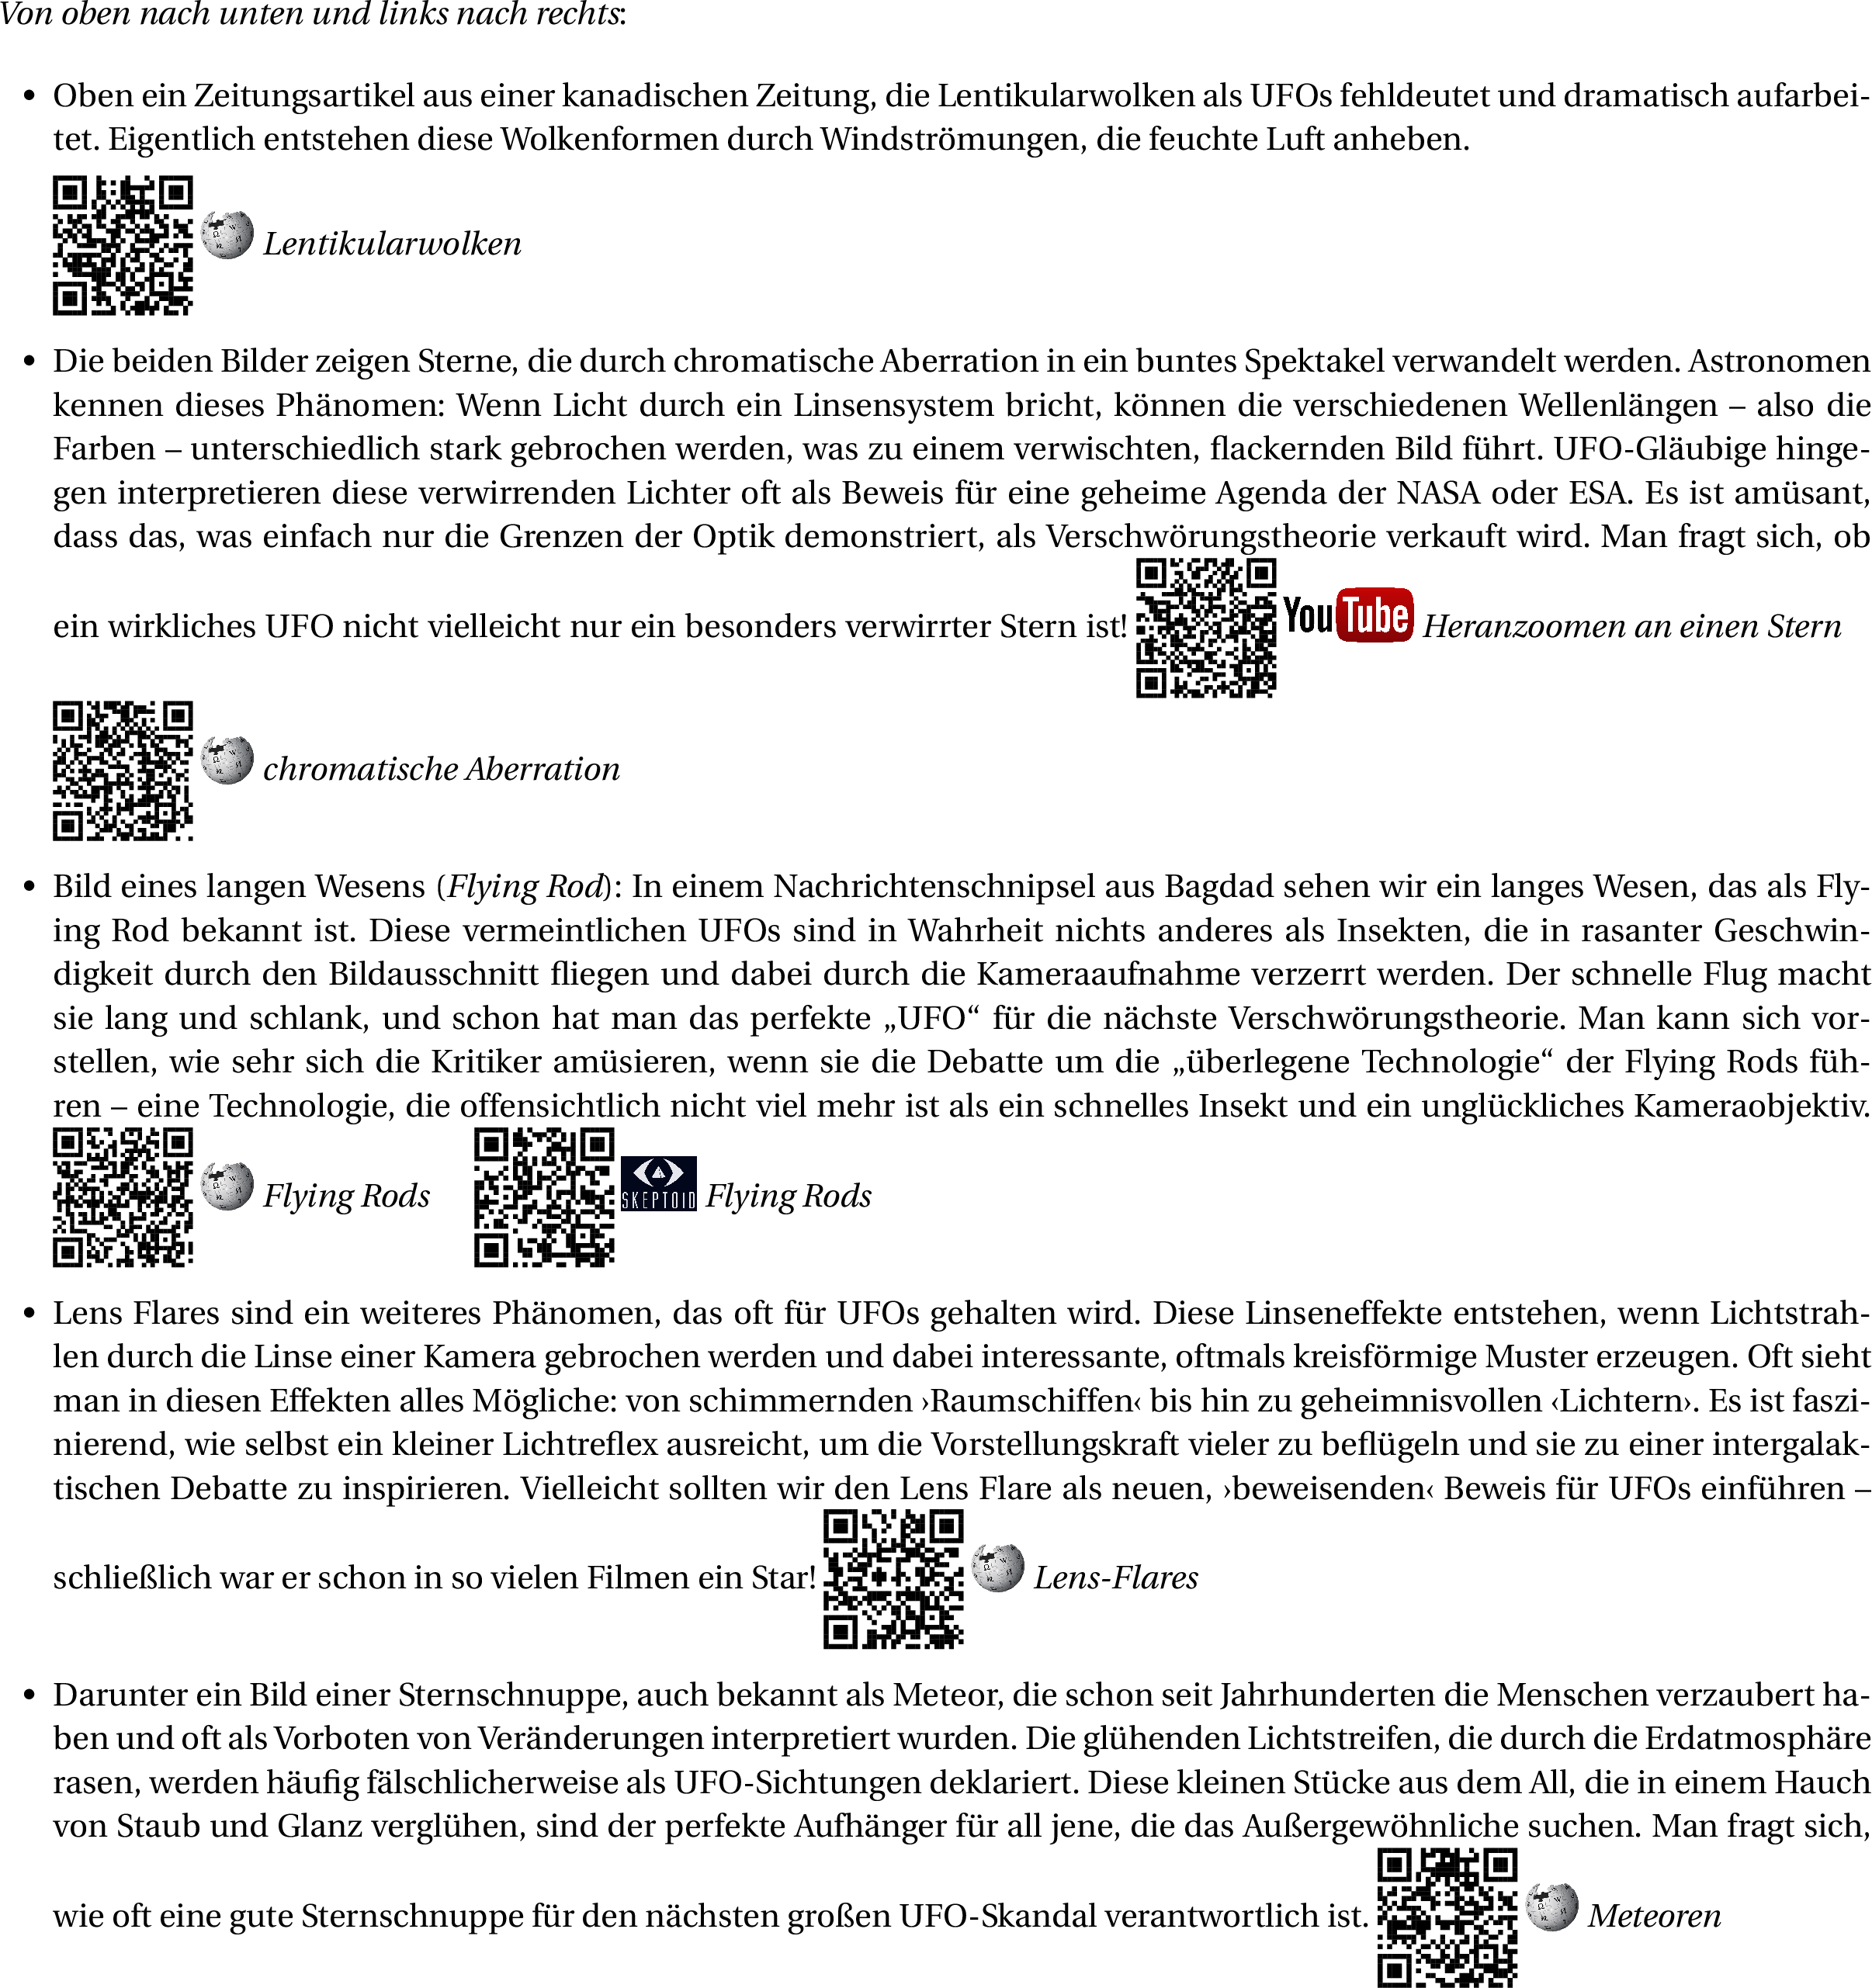 Von oben nach unten und links nach rechts:
• Oben ein Zeitungsartikel aus einer kanadischen Zeitung, die Lentikularwolken als UFOs fehldeutet und dramatisch aufarbei-
tet. Eigentlich entstehen diese Wolkenformen durch Windströmungen, die feuchte Luft anheben.
Lentikularwolken
• Die beiden Bilder zeigen Sterne, die durch chromatische Aberration in ein buntes Spektakel verwandelt werden. Astronomen
kennen dieses Phänomen: Wenn Licht durch ein Linsensystem bricht, können die verschiedenen Wellenlängen – also die
Farben – unterschiedlich stark gebrochen werden, was zu einem verwischten, flackernden Bild führt. UFO-Gläubige hinge-
gen interpretieren diese verwirrenden Lichter oft als Beweis für eine geheime Agenda der NASA oder ESA. Es ist amüsant,
dass das, was einfach nur die Grenzen der Optik demonstriert, als Verschwörungstheorie verkauft wird. Man fragt sich, ob
ein wirkliches UFO nicht vielleicht nur ein besonders verwirrter Stern ist! YouTube Heranzoomen an einen Stern
chromatische Aberration
• Bild eines langen Wesens (Flying Rod): In einem Nachrichtenschnipsel aus Bagdad sehen wir ein langes Wesen, das als Fly-
ing Rod bekannt ist. Diese vermeintlichen UFOs sind in Wahrheit nichts anderes als Insekten, die in rasanter Geschwin-
digkeit durch den Bildausschnitt fliegen und dabei durch die Kameraaufnahme verzerrt werden. Der schnelle Flug macht
sie lang und schlank, und schon hat man das perfekte „UFO“ für die nächste Verschwörungstheorie. Man kann sich vor-
stellen, wie sehr sich die Kritiker amüsieren, wenn sie die Debatte um die „überlegene Technologie“ der Flying Rods füh-
ren – eine Technologie, die offensichtlich nicht viel mehr ist als ein schnelles Insekt und ein unglückliches Kameraobjektiv.
Flying Rods SKEPTOID Flying Rods
• Lens Flares sind ein weiteres Phänomen, das oft für UFOs gehalten wird. Diese Linseneffekte entstehen, wenn Lichtstrah-
len durch die Linse einer Kamera gebrochen werden und dabei interessante, oftmals kreisförmige Muster erzeugen. Oft sieht
man in diesen Effekten alles Mögliche: von schimmernden ›Raumschiffen‹ bis hin zu geheimnisvollen ‹Lichtern›. Es ist faszi-
nierend, wie selbst ein kleiner Lichtreflex ausreicht, um die Vorstellungskraft vieler zu beflügeln und sie zu einer intergalak-
tischen Debatte zu inspirieren. Vielleicht sollten wir den Lens Flare als neuen, ›beweisenden‹ Beweis für UFOs einführen –
schließlich war er schon in so vielen Filmen ein Star! Lens-Flares
• Darunter ein Bild einer Sternschnuppe, auch bekannt als Meteor, die schon seit Jahrhunderten die Menschen verzaubert ha-
ben und oft als Vorboten von Veränderungen interpretiert wurden. Die glühenden Lichtstreifen, die durch die Erdatmosphäre
rasen, werden häufig fälschlicherweise als UFO-Sichtungen deklariert. Diese kleinen Stücke aus dem All, die in einem Hauch
von Staub und Glanz verglühen, sind der perfekte Aufhänger für all jene, die das Außergewöhnliche suchen. Man fragt sich,
wie oft eine gute Sternschnuppe für den nächsten großen UFO-Skandal verantwortlich ist. Meteoren